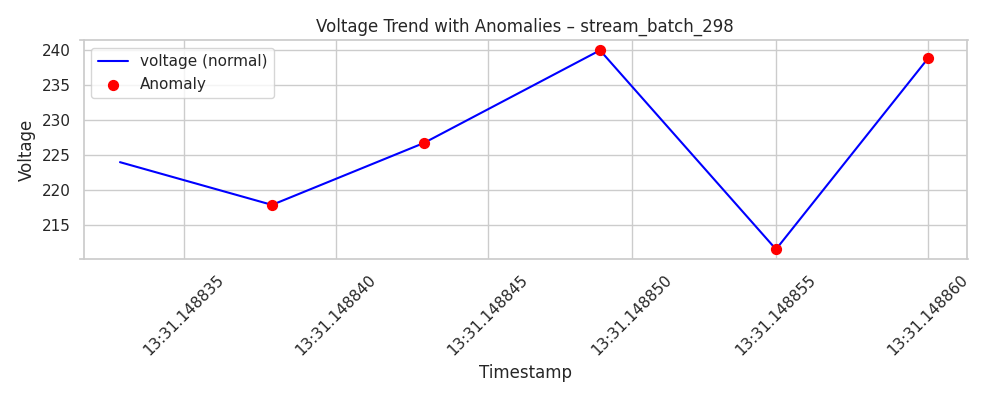 Voltage Trend with Anomalies – stream_batch_298
voltage (normal)
Anomaly
Voltage
240
235
230
225
220
215
13:31.148835
13:31.148840
13:31.148845
13:31.148850
13:31.148855
13:31.148860
Timestamp